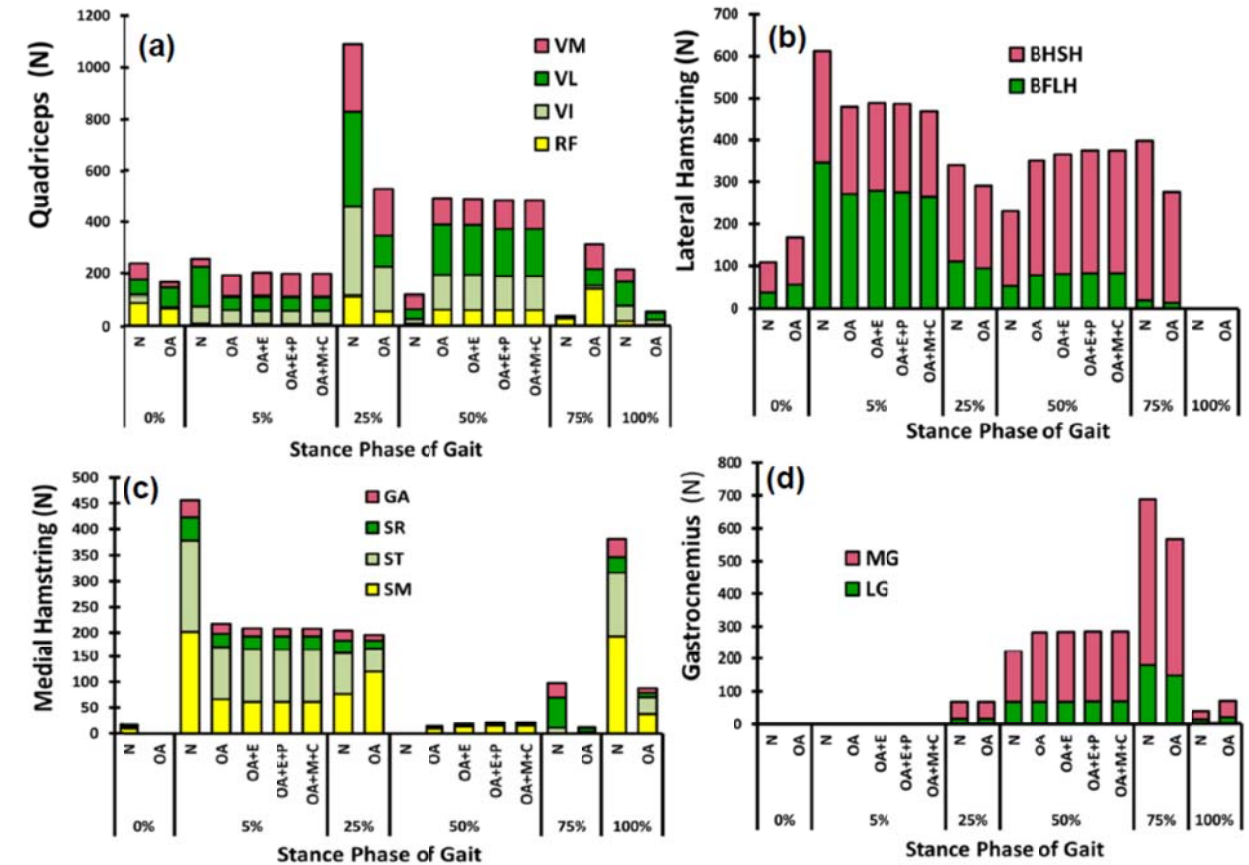 (a)
Quadriceps (N)
1200
1000
800
600
400
200
0
VM
VL
VI
RF
N OA N OA OA+E OA+E+P OA+M+C N OA N OA OA+E OA+E+P OA+M+C N OA N OA
0% 5% 25% 50% 75% 100%
Stance Phase of Gait
(b)
Lateral Hamstring (N)
700
600
500
400
300
200
100
0
BHSH
BFLH
N OA N OA OA+E OA+E+P OA+M+C N OA N OA OA+E OA+E+P OA+M+C N OA N OA
0% 5% 25% 50% 75% 100%
Stance Phase of Gait
(c)
Medial Hamstring (N)
500
450
400
350
300
250
200
150
100
50
0
GA
SR
ST
SM
N OA N OA OA+E OA+E+P OA+M+C N OA N OA OA+E OA+E+P OA+M+C N OA N OA
0% 5% 25% 50% 75% 100%
Stance Phase of Gait
(d)
Gastrocnemius (N)
800
700
600
500
400
300
200
100
0
MG
LG
N OA N OA OA+E OA+E+P OA+M+C N OA N OA OA+E OA+E+P OA+M+C N OA N OA
0% 5% 25% 50% 75% 100%
Stance Phase of Gait